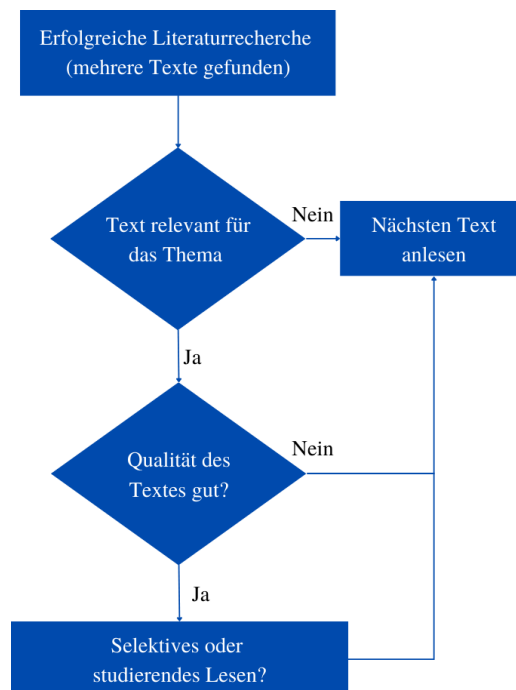 Erfolgreiche Literaturrecherche
(mehrere Texte gefunden)
Text relevant für
das Thema
Nein
Nächsten Text
anlesen
Ja
Qualität des
Textes gut?
Nein
Ja
Selektives oder
studierendes Lesen?